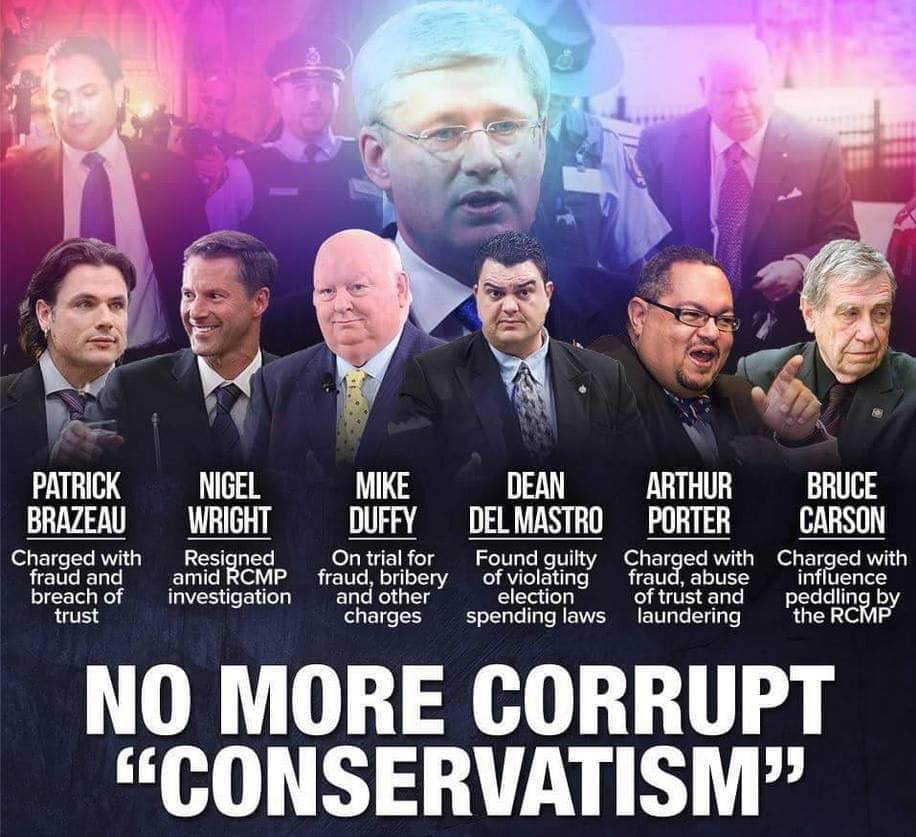 PATRICK
BRAZEAU
Charged with
fraud and
breach of
trust
NIGEL
WRIGHT
Resigned
amid RCMP
investigation
MIKE
DUFFY
On trial for
fraud, bribery
and other
charges
DEAN
DEL MASTRO
Found guilty
of violating
election
spending laws
ARTHUR
PORTER
Charged with
fraud, abuse
of trust and
laundering
BRUCE
CARSON
Charged with
influence
peddling by
the RCMP
NO MORE CORRUPT
“CONSERVATISM”